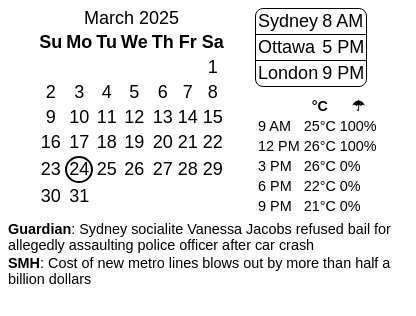 March 2025
Su Mo Tu We Th Fr Sa
1
2 3 4 5 6 7 8
9 10 11 12 13 14 15
16 17 18 19 20 21 22
23 24 25 26 27 28 29
30 31
Sydney 8 AM
Ottawa 5 PM
London 9 PM
°C ☂
9 AM 25°C 100%
12 PM 26°C 100%
3 PM 26°C 0%
6 PM 22°C 0%
9 PM 21°C 0%
Guardian: Sydney socialite Vanessa Jacobs refused bail for
allegedly assaulting police officer after car crash
SMH: Cost of new metro lines blows out by more than half a
billion dollars